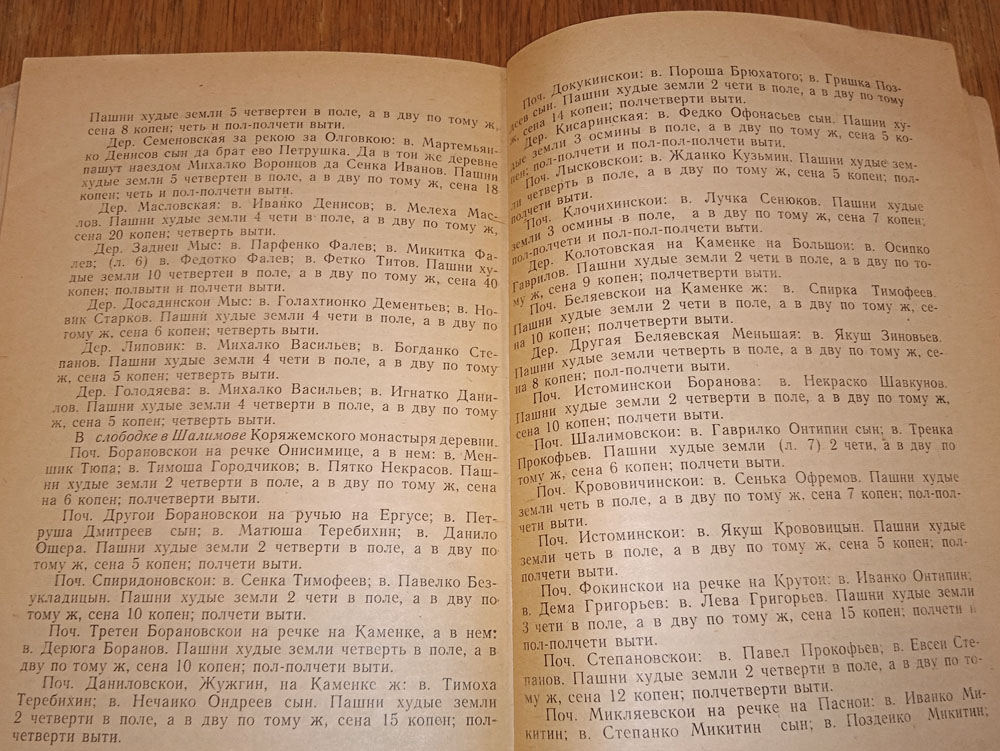 Пашни худые земли 5 четвертеи в поле, а в дву по тому ж,
сена 8 копен; четь и пол-полчети выти.
Дер. Семеновская за рекою за Олговкою: в. Мартемьян-
ко Денисов сын да брат ево Петрушка. Да в тои же деревне
пашут наездом Михалко Воронцов да Сенка Иванов. Пашни
худые земли 5 четвертеи в поле, а в дву по тому ж, сена 18
копен; четь и пол-полчети выти.
Дер. Масловская: в. Иванко Денисов; в. Мелеха Мас-
лов. Пашни худые земли 4 чети в поле, а в дву по тому ж,
сена 20 копен; четверть выти.
Дер. Заднеи Мыс: в. Парфенко Фалев; в. Микитка Фа-
лев; (л. 6) в. Федотко Фалев; в. Фетко Титов. Пашни ху-
дые земли 10 четвертеи в поле, а в дву по тому ж, сена 40
копен; полвыти и полчети выти.
Дер. Досадинскои Мыс: в. Голахтионко Дементьев; в. Но-
вик Старков. Пашни худые земли 4 чети в поле, а в дву по
тому ж, сена 6 копен; четверть выти.
Дер. Липовик: в. Михалко Васильев; в. Богданко Сте-
панов. Пашни худые земли 4 чети в поле, а в дву по тому
ж, сена 5 копен; четверть выти.
Дер. Голодяева: в. Михалко Васильев; в. Игнатко Дани-
лов. Пашни худые земли 4 четверти в поле, а в дву по тому
ж, сена 5 копен; четверть выти.
В слободке в Шалимове Коряжемского монастыря деревни.
Поч. Борановскои на речке Онисимице, а в нем: в. Мен-
шик Тюпа; в. Тимоша Городчиков; в. Пятко Некрасов. Паш-
ни худые земли 2 четверти в поле, а в дву по тому ж, сена
на 6 копен; полчетверти выти.
Поч. Другои Борановскои на ручью на Ергусе; в. Пет-
руша Дмитреев сын; в. Матюша Теребихин; в. Данило
Ощера. Пашни худые земли 2 четверти в поле, а в дву по
тому ж, сена 5 копен; полчетверти выти.
Поч. Спиридоновскои: в. Сенка Тимофеев; в. Павелко Без-
укладицын. Пашни худые земли 2 чети в поле, а в дву по
тому ж, сена 10 копен; полчети выти.
Поч. Третеи Борановскои на речке на Каменке, а в нем:
в. Дерюга Боранов. Пашни худые земли четверть в поле, а в
дву по тому ж, сена 10 копен; пол-полчети выти.
Поч. Даниловскои, Жужгин, на Каменке ж: в. Тимоха
Теребихин; в. Нечаико Ондреев сын. Пашни худые земли
2 четверти в поле, а в дву по тому ж, сена 15 копен; пол-
четверти выти.
Поч. Докукинскои: в. Пороша Брюхатого; в. Гришка Поз-
деев сын. Пашни худые земли 2 чети в поле, а в дву по тому
ж, сена 14 копен; полчетверти выти.
Дер. Кисаринская: в. Федко Офонасьев сын. Пашни ху-
дые земли 3 осмины в поле, а в дву по тому ж, сена 5 ко-
пен; пол-полчети и пол-пол-полчети выти.
Поч. Лысковскои: в. Жданко Кузьмин. Пашни худые зем-
ли четверть в поле, а в дву по тому ж, сена 5 копен; пол-
полчети выти.
Поч. Клочихинскои: в. Лучка Сенюков. Пашни худые
земли 3 осмины в поле, а в дву по тому ж, сена 7 копен;
пол-полчети и пол-пол-полчети выти.
Дер. Колотовская на Каменке на Большои: в. Осипко
Гаврилов. Пашни худые земли 2 чети в поле, а в дву по то-
му ж, сена 9 копен; полчетверти выти.
Поч. Беляевскои на Каменке ж: в. Спирка Тимофеев.
Пашни худые земли 2 чети в поле, а в дву по тому ж, се-
на 10 копен; полчети выти.
Дер. Другая Беляевская Меньшая: в. Якуш Зиновьев.
Пашни худые земли четверть в поле, а в дву по тому ж, се-
на 8 копен; пол-полчети выти.
Поч. Истоминскои Боранова: в. Некраско Шавкунов.
Пашни худые земли 2 четверти в поле, а в дву по тому ж,
сена 10 копен; полчети выти.
Поч. Шалимовскои: в. Гаврилко Онтипин сын; в. Тренка
Прокофьев. Пашни худые земли (л. 7) 2 чети, а в дву по
тому ж, сена 6 копен; полчети выти.
Поч. Крововичинскои: в. Сенька Офремов. Пашни худые
земли четь в поле, а в дву по тому ж, сена 7 копен; пол-пол-
чети выти.
Поч. Истоминскои: в. Якуш Крововицын. Пашни худые
земли четь в поле, а в дву по тому ж, сена 5 копен; пол-
полчети выти.
Поч. Фокинскои на речке на Крутои: в. Иванко Онтипин;
в. Дема Григорьев: в. Лева Григорьев. Пашни худые земли
3 чети в поле, а в дву по тому ж, сена 15 копен; полчети и
пол-полчети выти.
Поч. Степановскои: в. Павел Прокофьев; в. Евсеи Сте-
панов. Пашни худые земли 2 четверти в поле, а в дву по то-
му ж, сена 12 копен; полчетверти выти.
Поч. Микляевскои на речке на Паснои: в. Иванко Ми-
китин; в. Степанко Микитин сын; в. Поздеико Микитин;